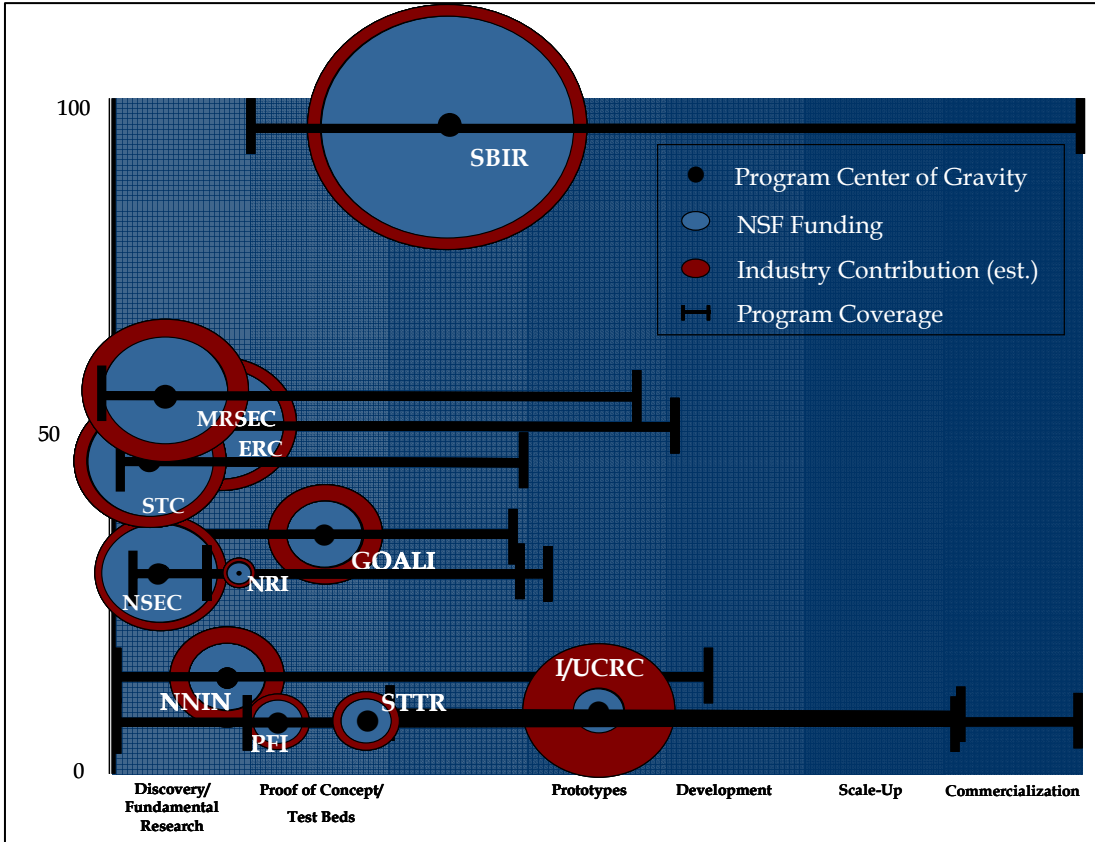 100
SBIR
Program Center of Gravity
NSF Funding
Industry Contribution (est.)
Program Coverage
MRSEC
50
ERC
STC
GOALI
NRI
NSEC
I/UCRC
NNIN
STTR
PFI
0
Discovery/
Fundamental
Research
Proof of Concept/
Test Beds
Prototypes
Development
Scale-Up
Commercialization